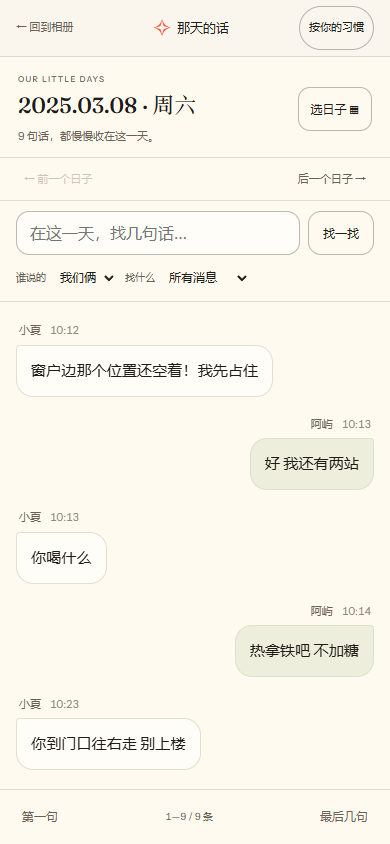 ← 回到相册
那天的话
按你的习惯
OUR LITTLE DAYS
2025.03.08 · 周六
9 句话，都慢慢收在这一天。
选日子 ▦
← 前一个日子
后一个日子 →
在这一天，找几句话…
找一找
谁说的 我们俩 找什么 所有消息
小夏 10:12
窗户边那个位置还空着！我先占住
阿屿 10:13
好 我还有两站
小夏 10:13
你喝什么
阿屿 10:14
热拿铁吧 不加糖
小夏 10:23
你到门口往右走 别上楼
第一句
1—9 / 9 条
最后几句